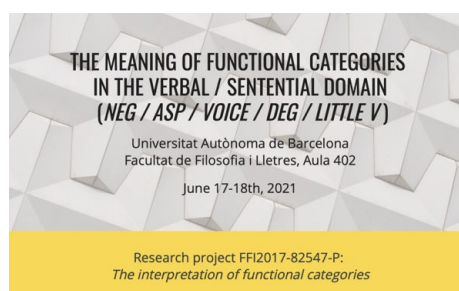 THE MEANING OF FUNCTIONAL CATEGORIES
IN THE VERBAL / SENTENTIAL DOMAIN
(NEG / ASP / VOICE / DEG / LITTLE V)
Universitat Autònoma de Barcelona
Facultat de Filosofia i Lletres, Aula 402
June 17-18th, 2021
Research project FFI2017-82547-P:
The interpretation of functional categories